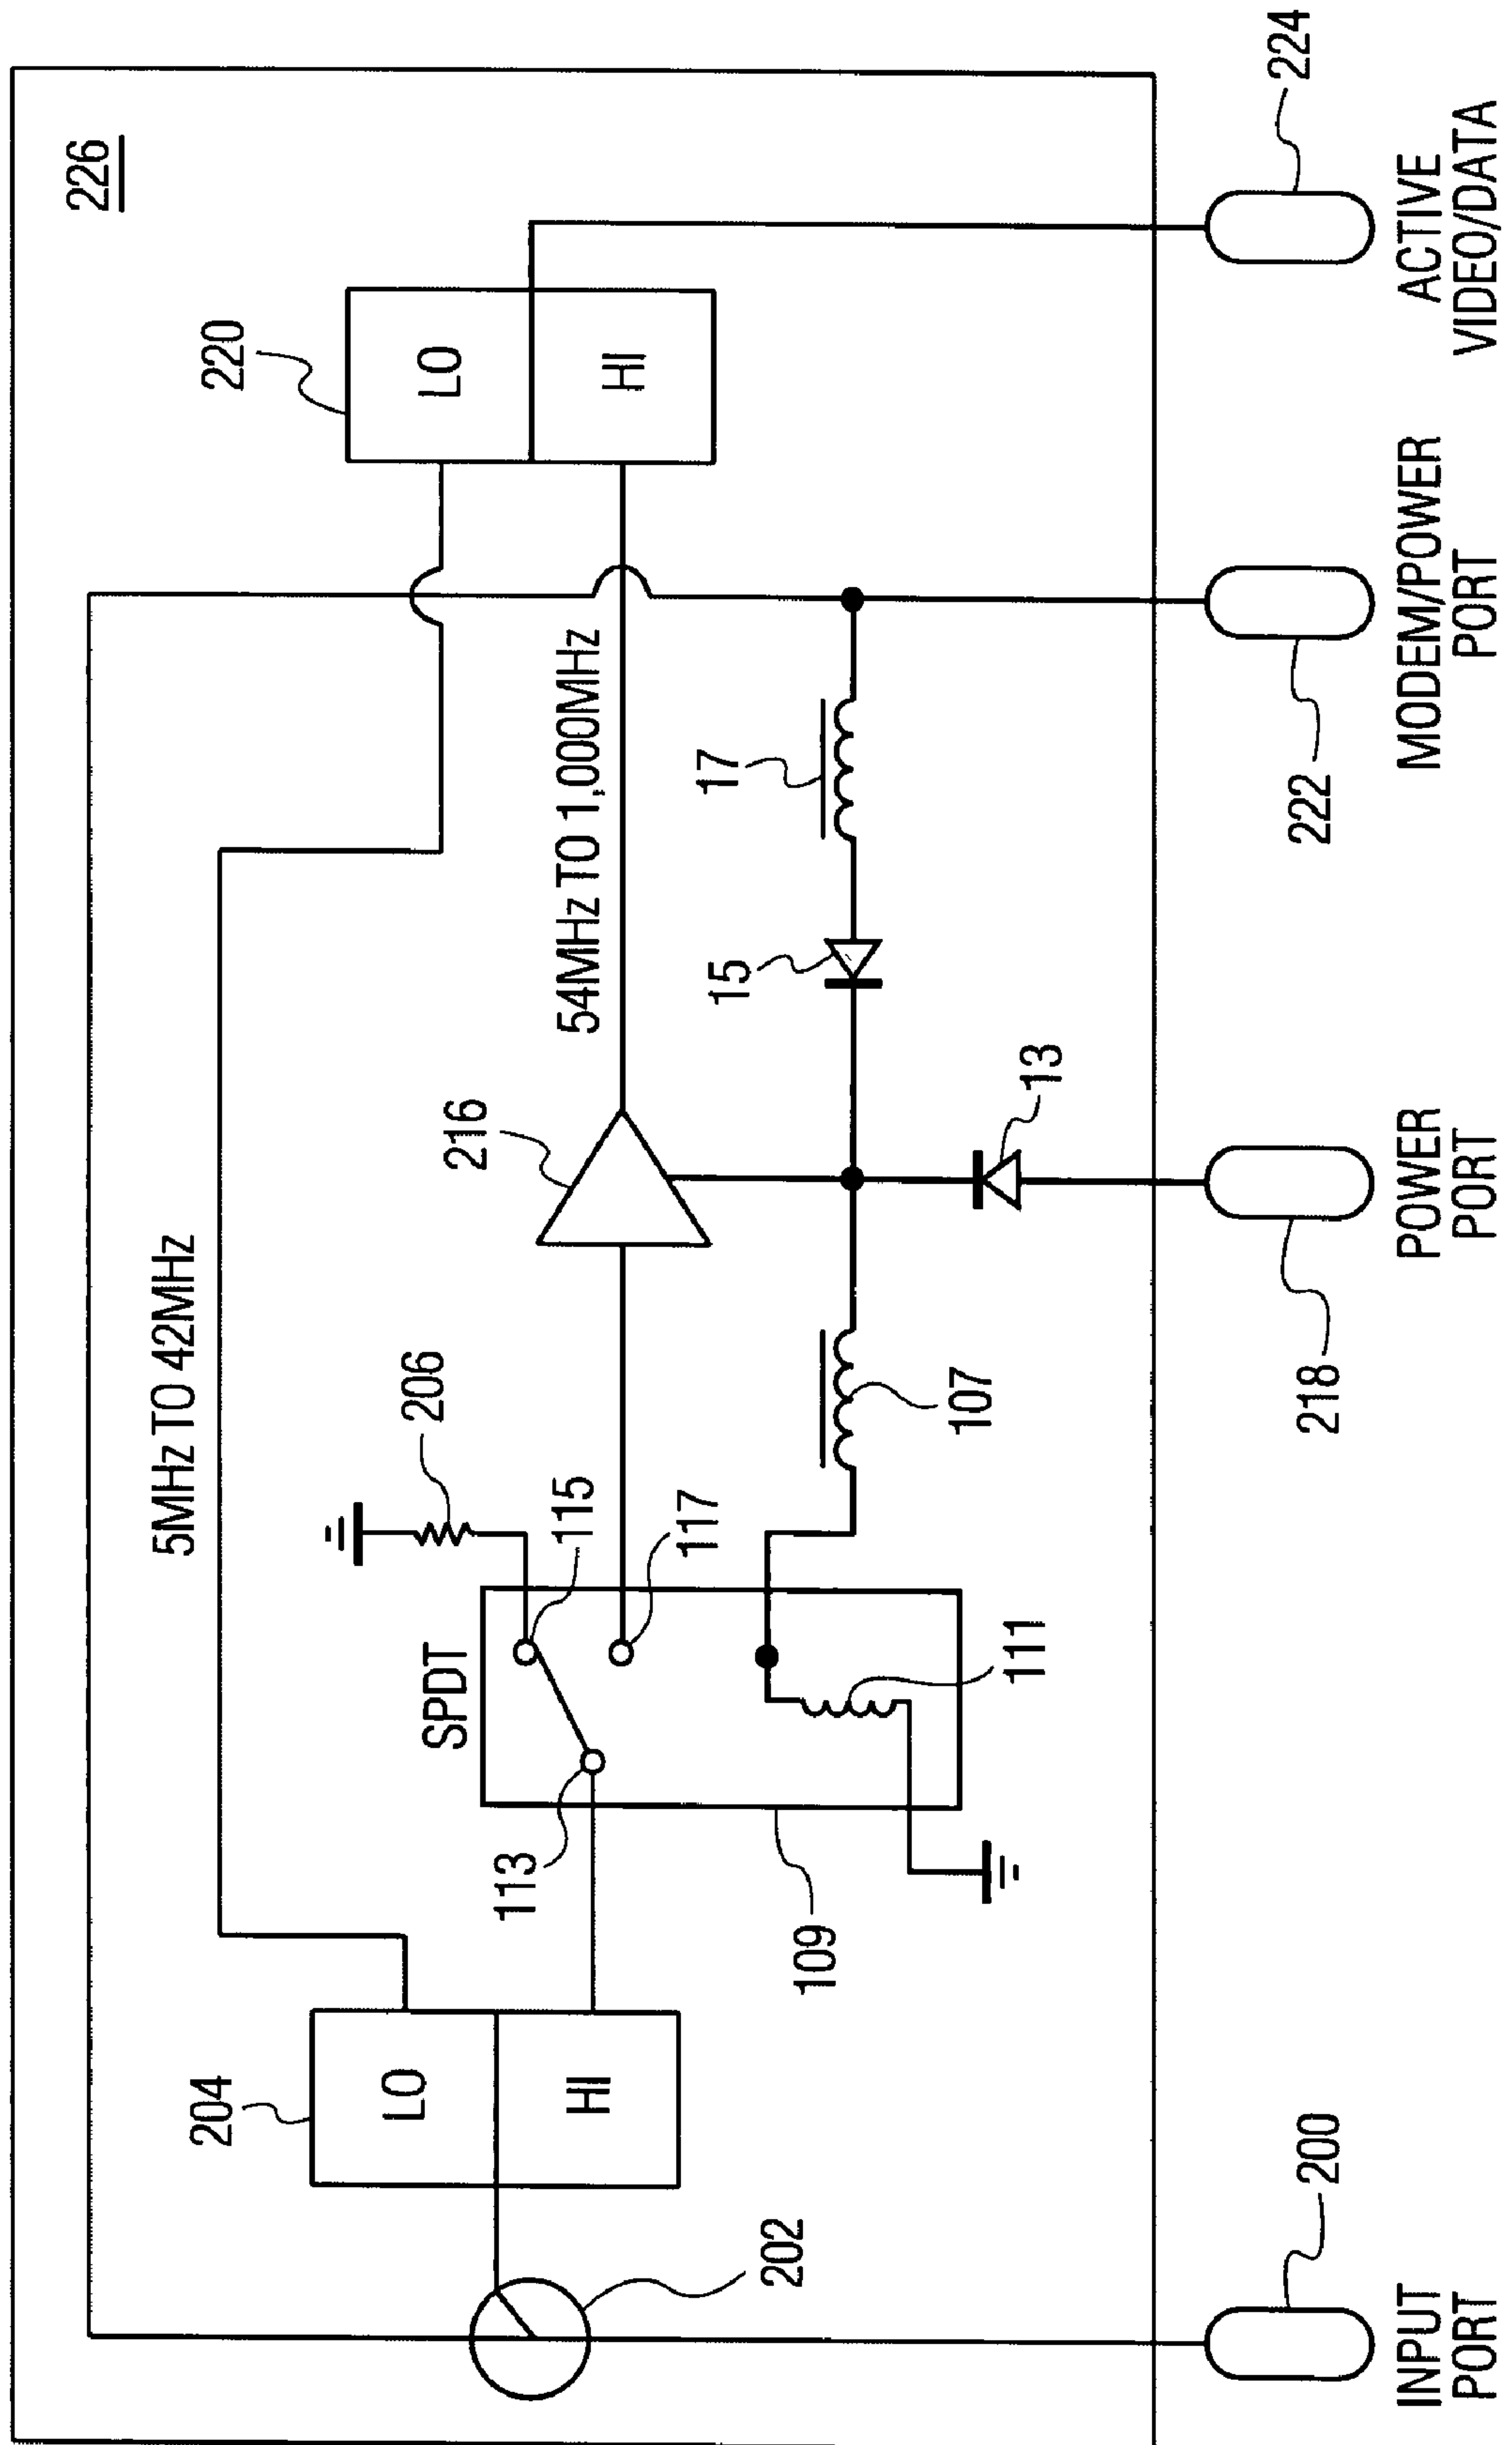 226
5MHz TO 42MHz
220
LO
HI
204
LO
HI
SPDT
206
115
117
113
216
54MHz TO 1,000MHz
202
109
111
107
15
17
13
200
218
222
224
INPUT
PORT
POWER
PORT
MODEM/POWER
PORT
ACTIVE
VIDEO/DATA